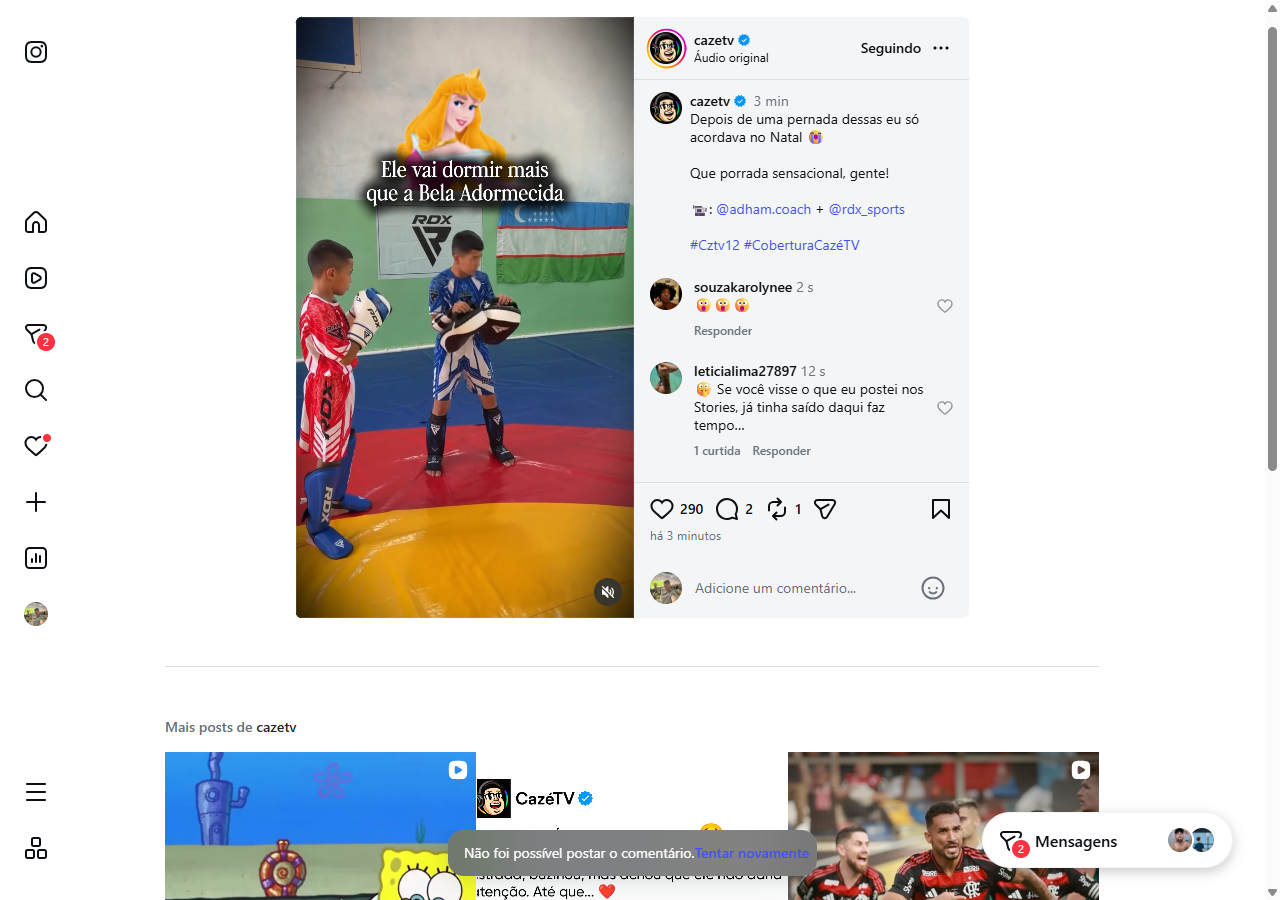 cazetv
Áudio original
Seguindo
Ele vai dormir mais
que a Bela Adormecida
RDX
RDX
RDX
RDX
cazetv 3 min
Depois de uma pernada dessas eu só
acordava no Natal 😭
Que porrada sensacional, gente!
📹: @adham.coach + @rdx_sports
#Cztv12 #CoberturaCazéTV
souzakarolynee 2 s
😲😲😲
Responder
leticialima27897 12 s
🫣 Se você visse o que eu postei nos
Stories, já tinha saído daqui faz
tempo...
1 curtida Responder
290 2 1
há 3 minutos
Adicione um comentário...
2
Mais posts de cazetv
CazéTV
Não foi possível postar o comentário. Tentar novamente
atenção. Até que... ❤️
2
Mensagens